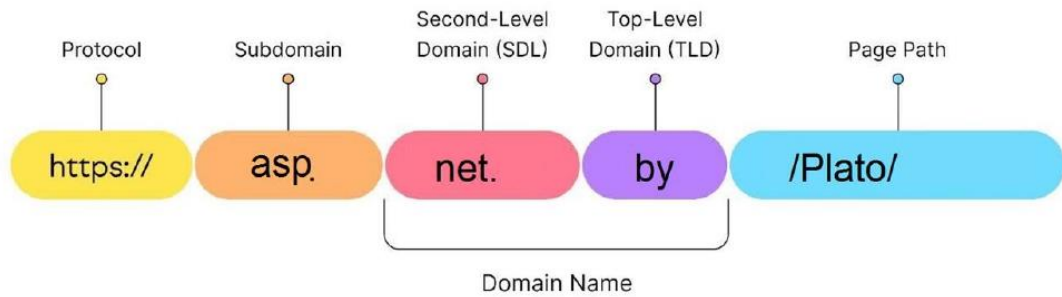 Protocol
Subdomain
Second-Level
Domain (SDL)
Top-Level
Domain (TLD)
Page Path
https://
asp.
net.
by
/Plato/
Domain Name